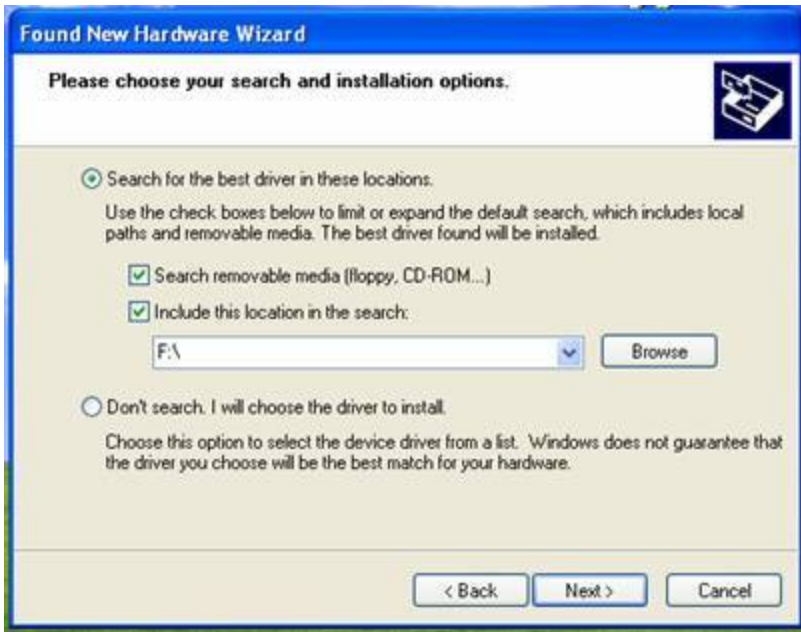 Found New Hardware Wizard
Please choose your search and installation options.
Search for the best driver in these locations.
Use the check boxes below to limit or expand the default search, which includes local
paths and removable media. The best driver found will be installed.
Search removable media (floppy, CD-ROM...)
Include this location in the search:
F:\
Browse
Don't search. I will choose the driver to install.
Choose this option to select the device driver from a list. Windows does not guarantee that
the driver you choose will be the best match for your hardware.
< Back Next > Cancel